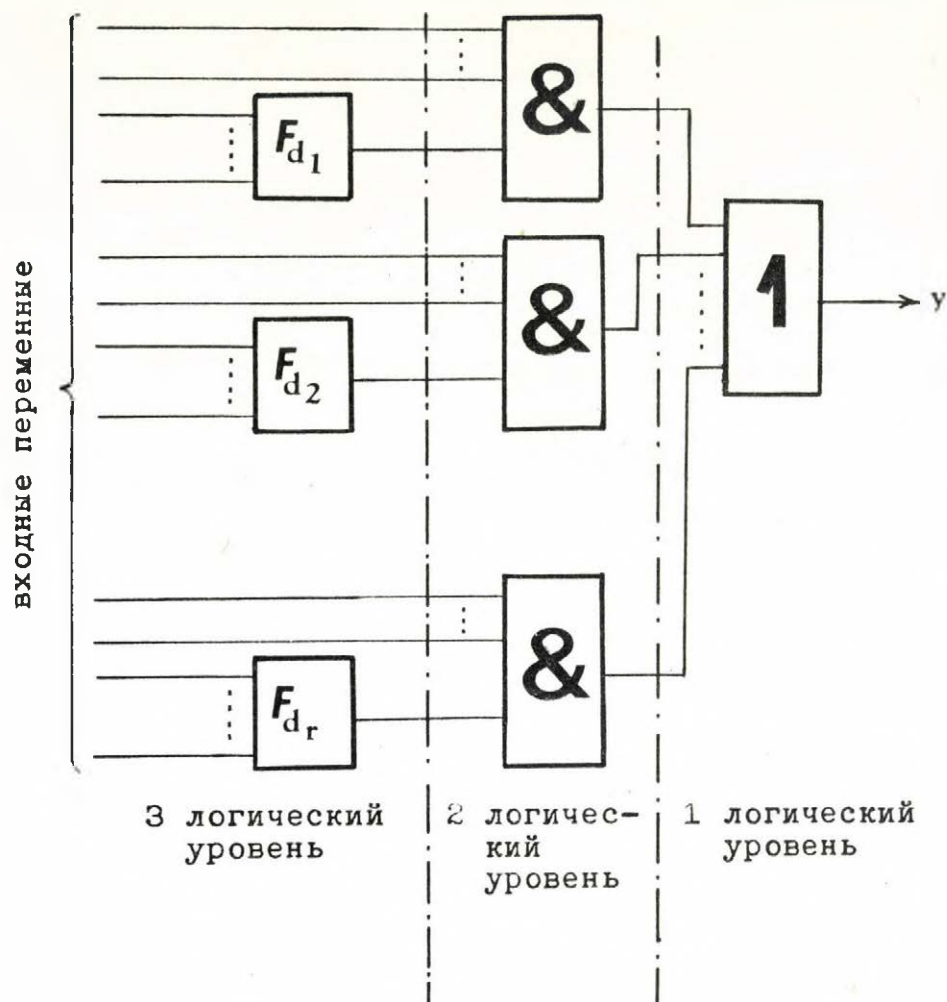 &
F_d₁
входные переменные
&
1
y
F_d₂
&
F_dᵣ
3 логический
уровень
2 логичес-
кий
уровень
1 логический
уровень